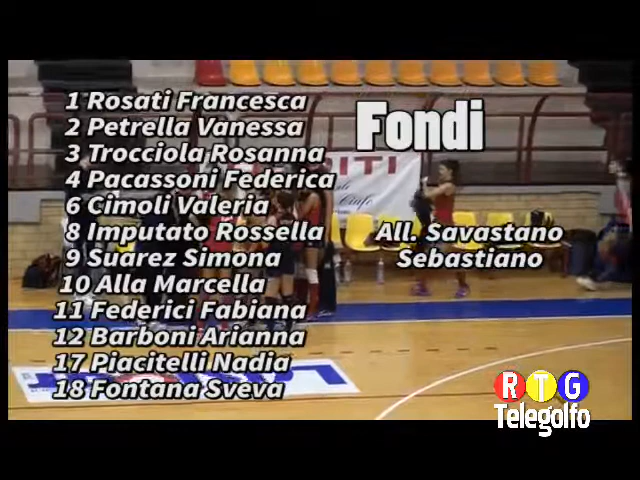 1 Rosati Francesca
2 Petrella Vanessa
3 Trocciola Rosanna
4 Pacassoni Federica
6 Cimoli Valeria
8 Imputato Rossella
9 Suarez Simona
10 Alla Marcella
11 Federici Fabiana
12 Barboni Arianna
17 Piacitelli Nadia
18 Fontana Sveva
Fondi
All. Savastano
Sebastiano
RTG
Telegolfo